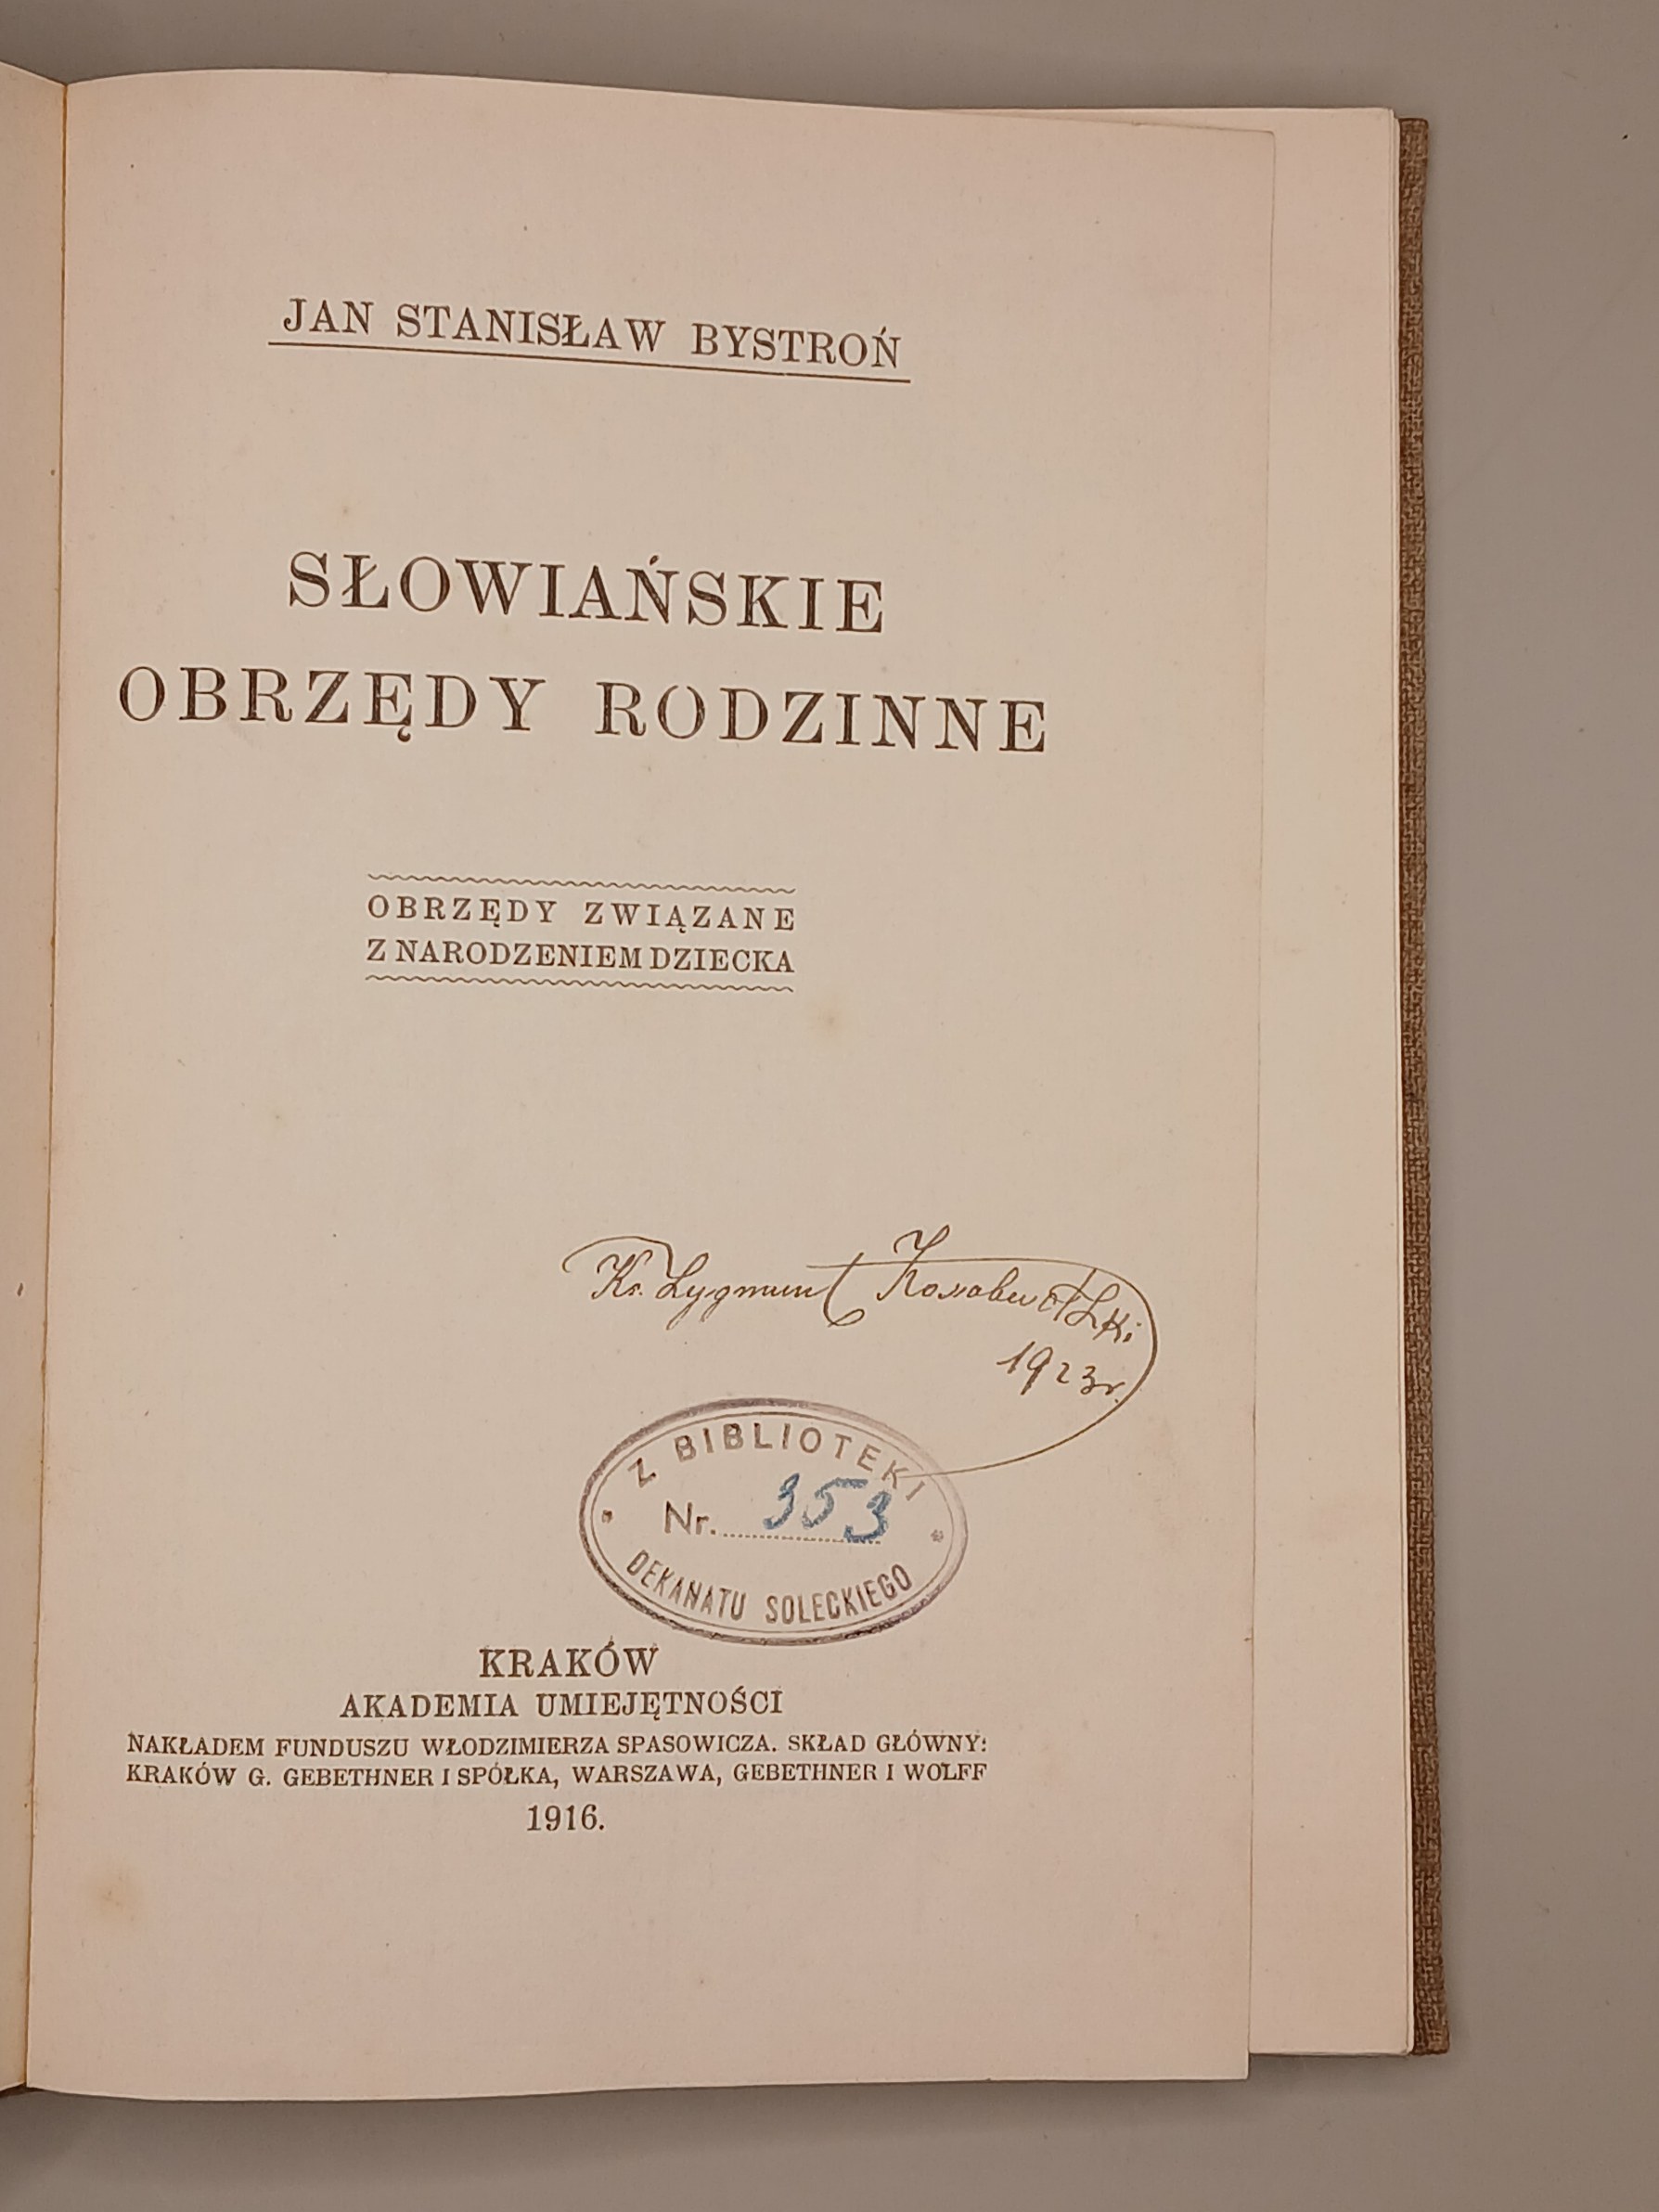 JAN STANISŁAW BYSTROŃ
SŁOWIAŃSKIE
OBRZĘDY RODZINNE
OBRZĘDY ZWIĄZANE
Z NARODZENIEM DZIECKA
Ks. Zygmunt
1923 r.
Z BIBLIOTEKI
Nr. 353
DEKANATU SOLECKIEGO
KRAKÓW
AKADEMIA UMIEJĘTNOŚCI
NAKŁADEM FUNDUSZU WŁODZIMIERZA SPASOWICZA. SKŁAD GŁÓWNY:
KRAKÓW G. GEBETHNER I SPÓŁKA, WARSZAWA, GEBETHNER I WOLFF
1916.